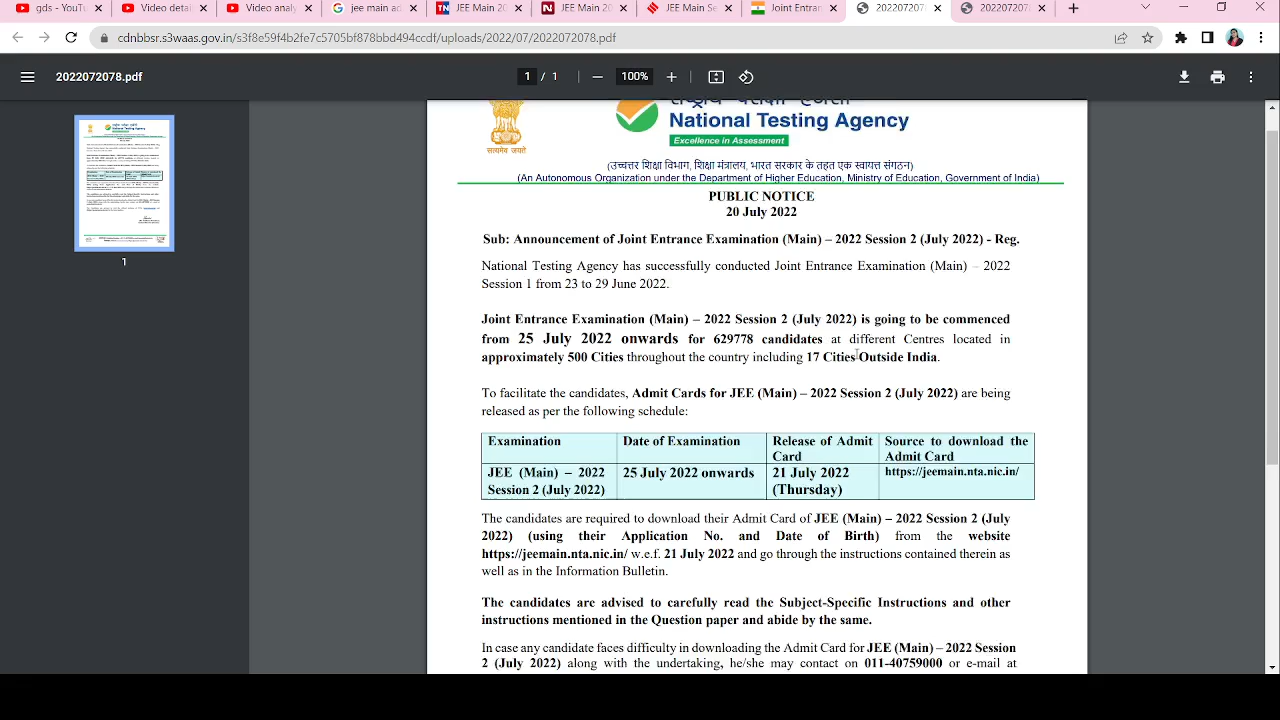 gds - YouTu
Video detai
Video analy
jee main ad
JEE Main 20
JEE Main 20
JEE Main Se
Joint Entran
2022072078
2022072078
cdnbbsr.s3waas.gov.in/s3f8e59f4b2fe7c5705bf878bbd494ccdf/uploads/2022/07/2022072078.pdf
2022072078.pdf
1 / 1
100%
1
सत्यमेव जयते
National Testing Agency
Excellence in Assessment
(उच्चतर शिक्षा विभाग, शिक्षा मंत्रालय, भारत सरकार के तहत एक स्वायत्त संगठन)
(An Autonomous Organization under the Department of Higher Education, Ministry of Education, Government of India)
PUBLIC NOTICE
20 July 2022
Sub: Announcement of Joint Entrance Examination (Main) – 2022 Session 2 (July 2022) - Reg.
National Testing Agency has successfully conducted Joint Entrance Examination (Main) – 2022
Session 1 from 23 to 29 June 2022.
Joint Entrance Examination (Main) – 2022 Session 2 (July 2022) is going to be commenced
from 25 July 2022 onwards for 629778 candidates at different Centres located in
approximately 500 Cities throughout the country including 17 Cities Outside India.
To facilitate the candidates, Admit Cards for JEE (Main) – 2022 Session 2 (July 2022) are being
released as per the following schedule:
Examination
Date of Examination
Release of Admit
Card
Source to download the
Admit Card
JEE (Main) – 2022
Session 2 (July 2022)
25 July 2022 onwards
21 July 2022
(Thursday)
https://jeemain.nta.nic.in/
The candidates are required to download their Admit Card of JEE (Main) – 2022 Session 2 (July
2022) (using their Application No. and Date of Birth) from the website
https://jeemain.nta.nic.in/ w.e.f. 21 July 2022 and go through the instructions contained therein as
well as in the Information Bulletin.
The candidates are advised to carefully read the Subject-Specific Instructions and other
instructions mentioned in the Question paper and abide by the same.
In case any candidate faces difficulty in downloading the Admit Card for JEE (Main) – 2022 Session
2 (July 2022) along with the undertaking, he/she may contact on 011-40759000 or e-mail at